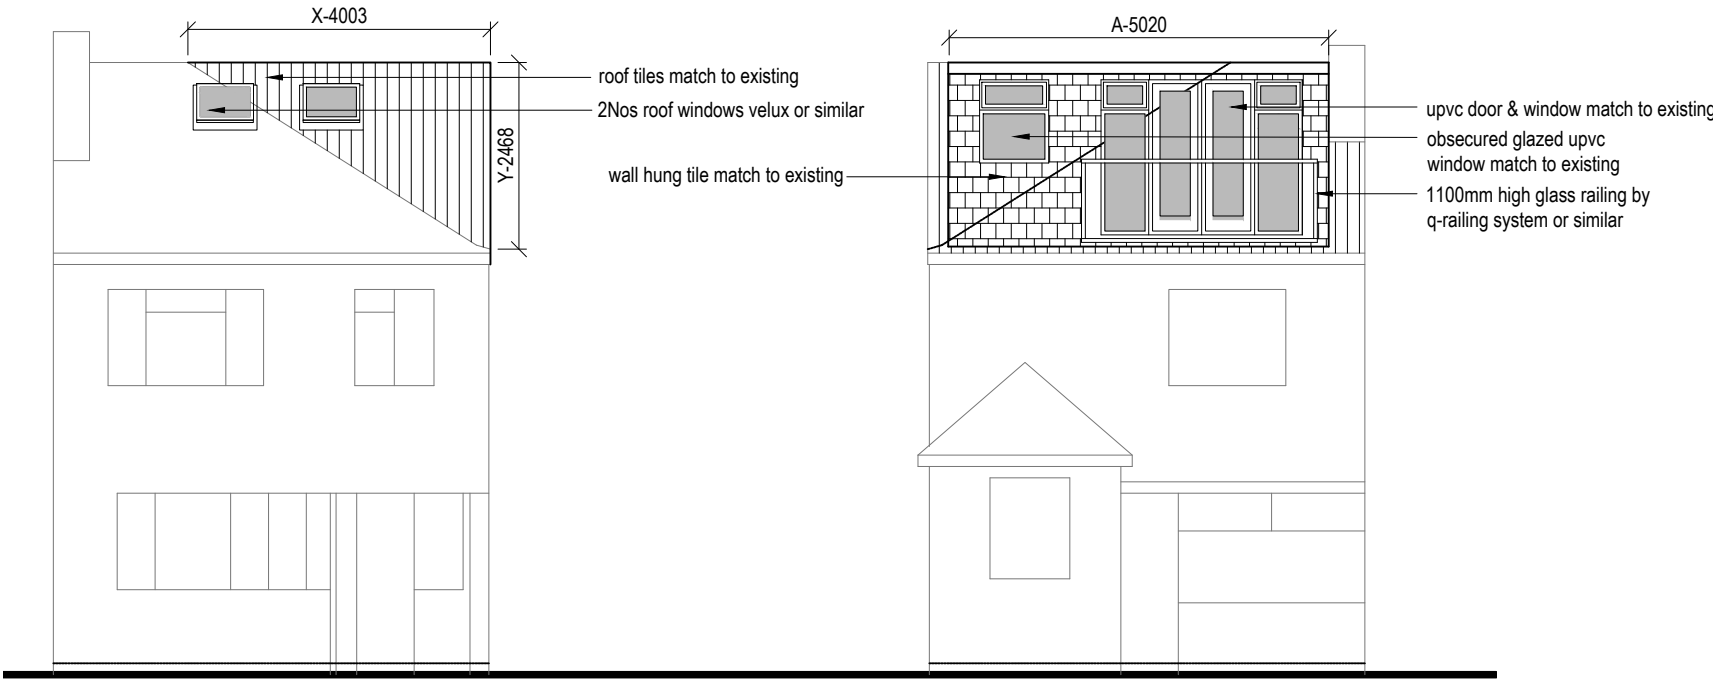 X-4003
A-5020
roof tiles match to existing
2Nos roof windows velux or similar
Y-2468
wall hung tile match to existing
upvc door & window match to existing
obsecured glazed upvc
window match to existing
1100mm high glass railing by
q-railing system or similar